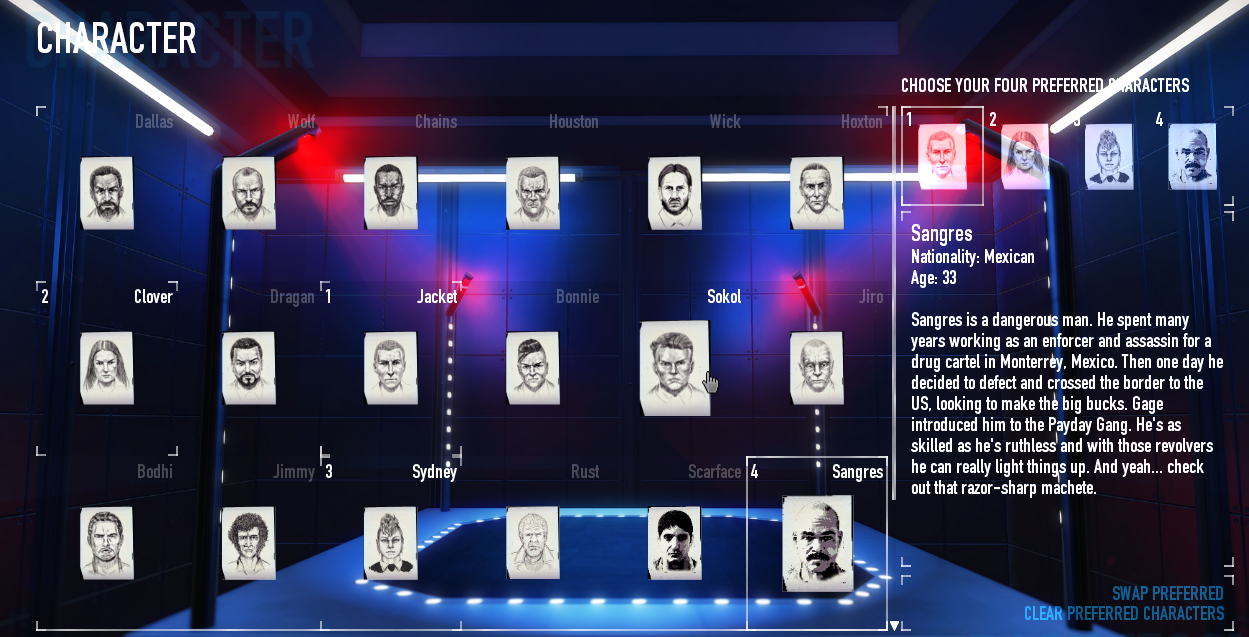 CHARACTER
CHOOSE YOUR FOUR PREFERRED CHARACTERS
1 2 3 4
Dallas Wolf Chains Houston Wick Hoxton
2 Clover Dragan 1 Jacket Bonnie Sokol Jiro
Bodhi Jimmy 3 Sydney Rust Scarface 4 Sangres
Sangres
Nationality: Mexican
Age: 33
Sangres is a dangerous man. He spent many
years working as an enforcer and assassin for a
drug cartel in Monterrey, Mexico. Then one day he
decided to defect and crossed the border to the
US, looking to make the big bucks. Gage
introduced him to the Payday Gang. He's as
skilled as he's ruthless and with those revolvers
he can really light things up. And yeah... check
out that razor-sharp machete.
SWAP PREFERRED
CLEAR PREFERRED CHARACTERS